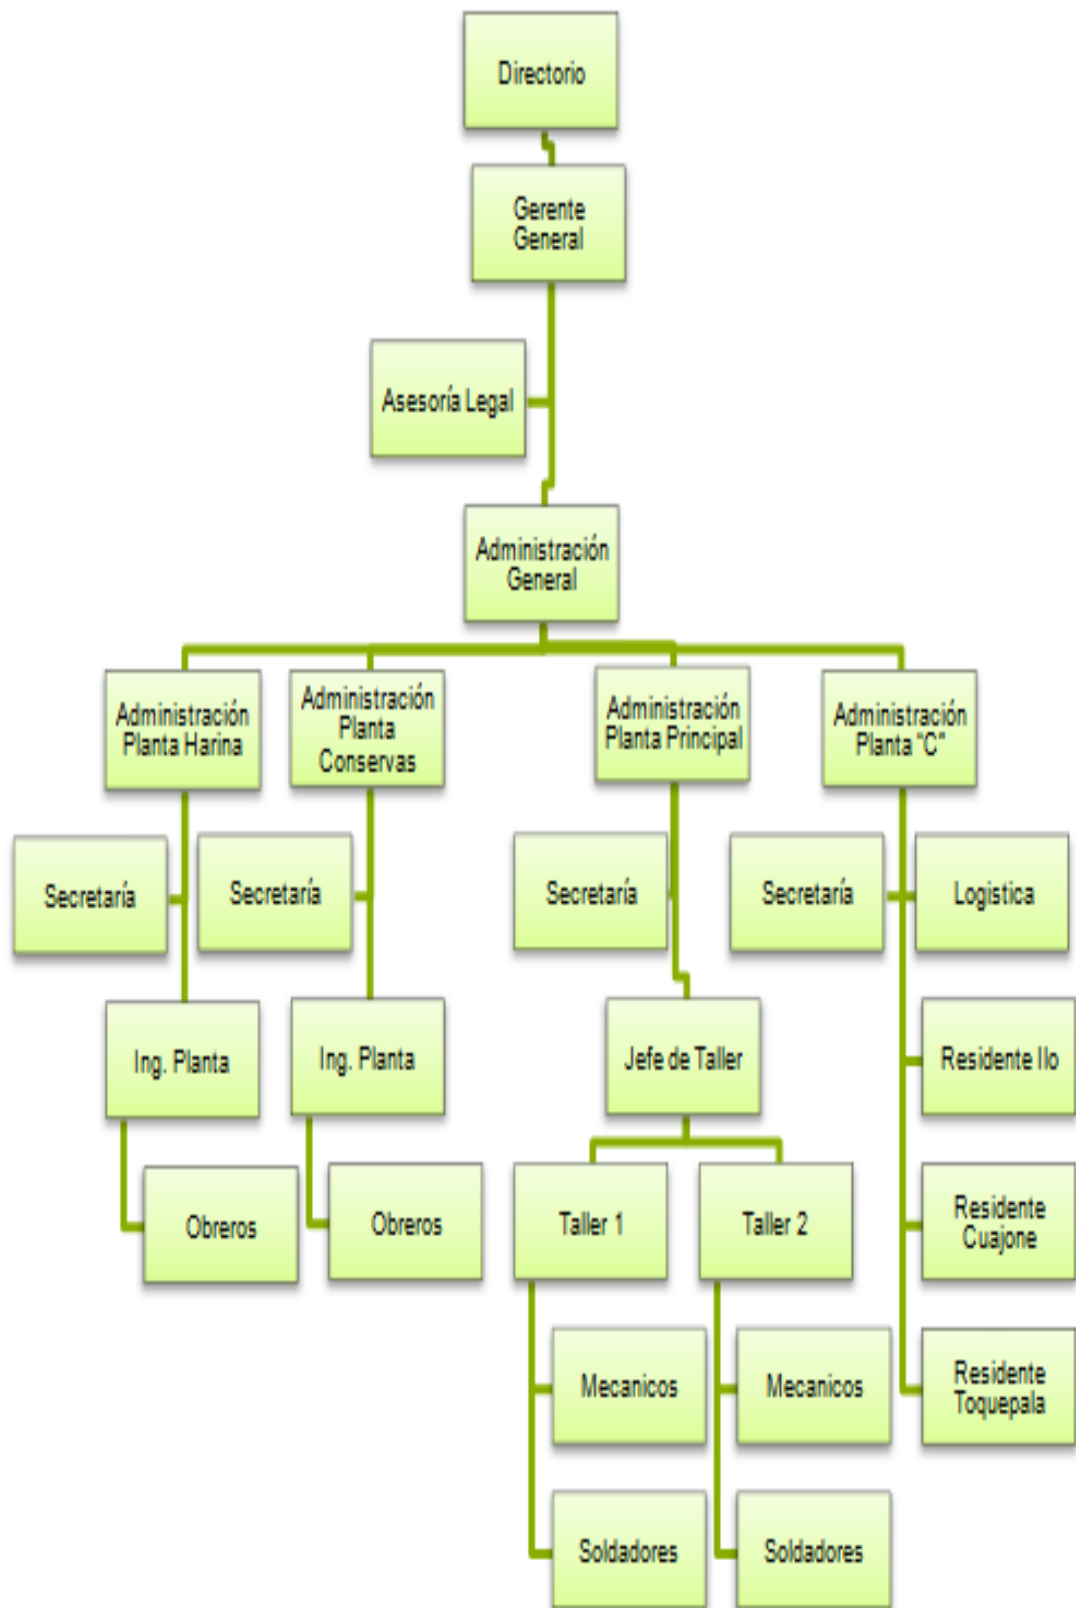 Directorio
Gerente
General
Asesoría Legal
Administración
General
Administración
Planta Harina
Administración
Planta
Conservas
Administración
Planta Principal
Administración
Planta "C"
Secretaría
Secretaría
Secretaría
Secretaría
Logistica
Ing. Planta
Ing. Planta
Jefe de Taller
Residente Ilo
Obreros
Obreros
Taller 1
Taller 2
Residente
Cuajone
Mecanicos
Mecanicos
Residente
Toquepala
Soldadores
Soldadores